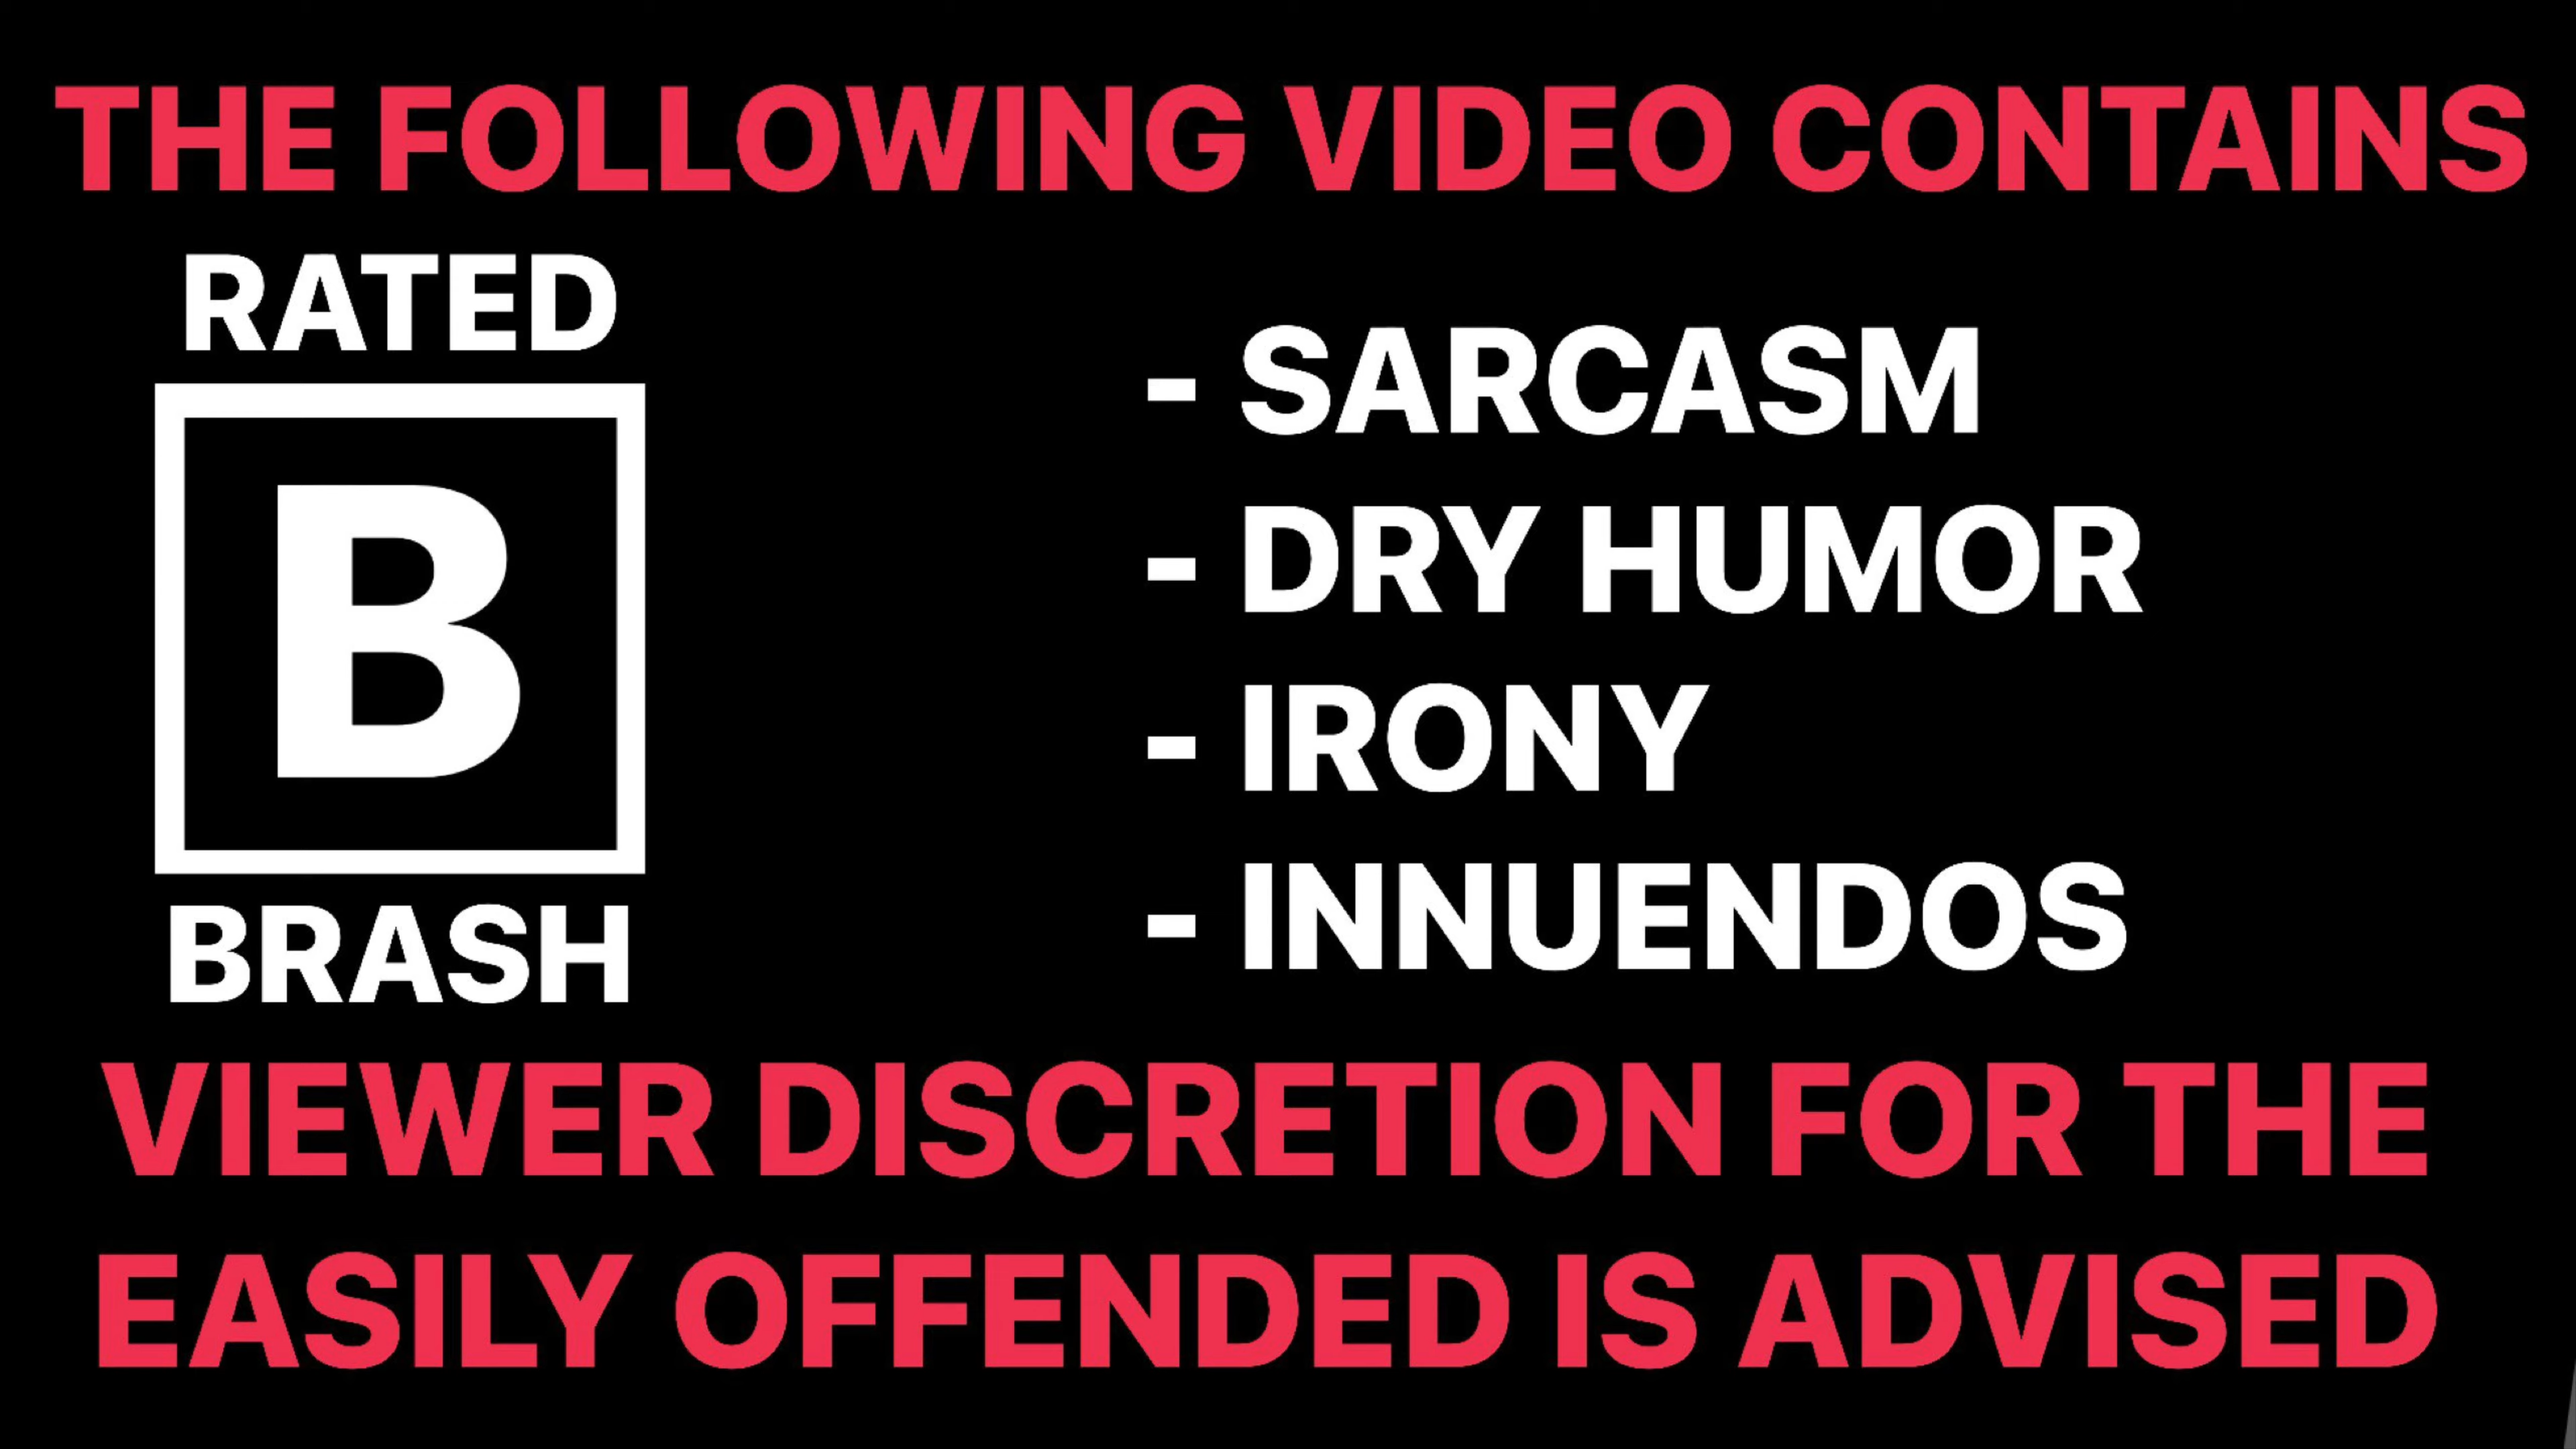 THE FOLLOWING VIDEO CONTAINS
RATED
B
BRASH
- SARCASM
- DRY HUMOR
- IRONY
- INNUENDOS
VIEWER DISCRETION FOR THE
EASILY OFFENDED IS ADVISED